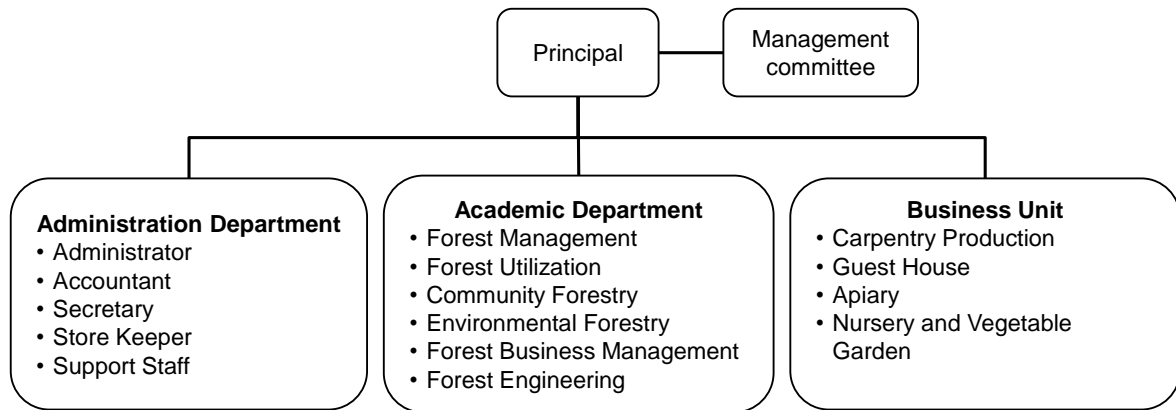 Principal
Management
committee
Administration Department
• Administrator
• Accountant
• Secretary
• Store Keeper
• Support Staff
Academic Department
• Forest Management
• Forest Utilization
• Community Forestry
• Environmental Forestry
• Forest Business Management
• Forest Engineering
Business Unit
• Carpentry Production
• Guest House
• Apiary
• Nursery and Vegetable
Garden